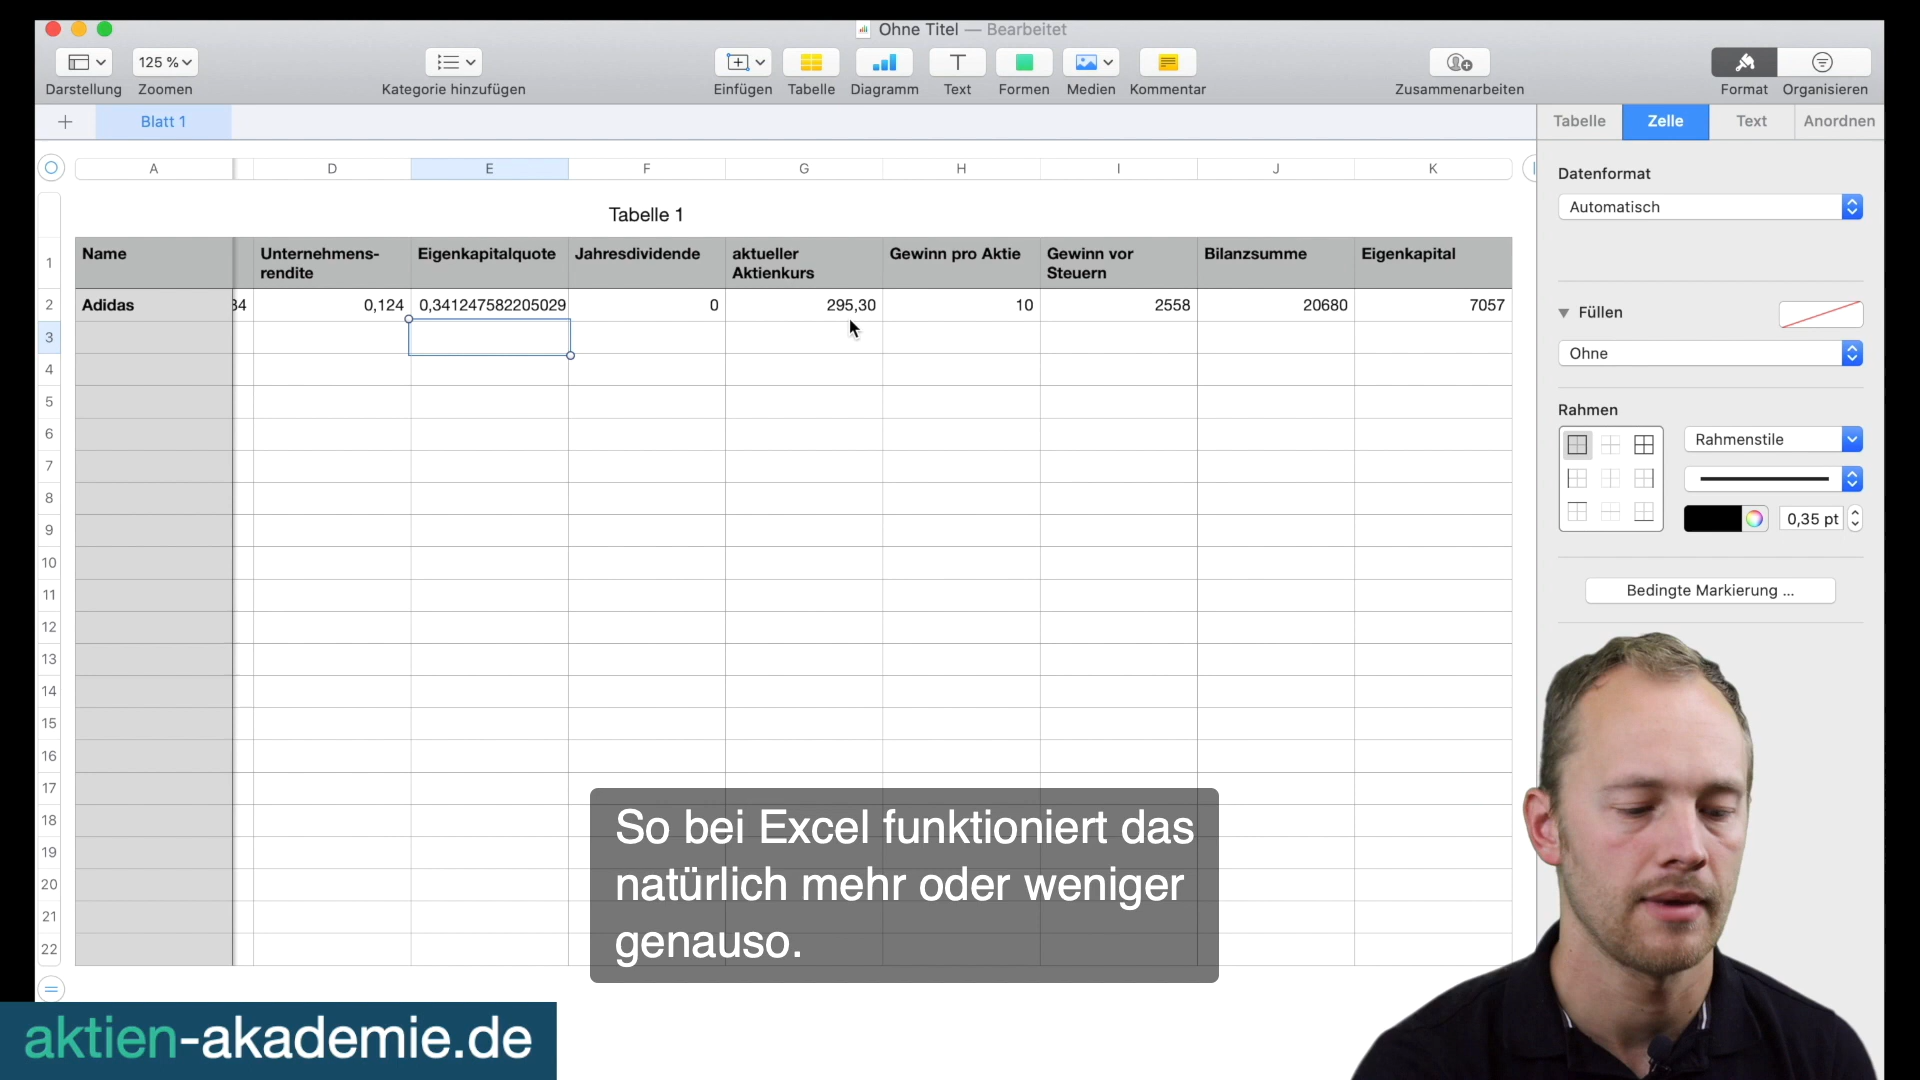 Ohne Titel — Bearbeitet
125 %
Darstellung Zoomen Kategorie hinzufügen Einfügen Tabelle Diagramm Text Formen Medien Kommentar Zusammenarbeiten Format Organisieren
Blatt 1
Tabelle Zelle Text Anordnen
A D E F G H I J K
Tabelle 1
1 Name Unternehmens-rendite Eigenkapitalquote Jahresdividende aktueller Aktienkurs Gewinn pro Aktie Gewinn vor Steuern Bilanzsumme Eigenkapital
2 Adidas 34 0,124 0,341247582205029 0 295,30 10 2558 20680 7057
3
4
5
6
7
8
9
10
11
12
13
14
15
16
17
18
19
20
21
22
Datenformat
Automatisch
Füllen
Ohne
Rahmen
Rahmenstile
0,35 pt
Bedingte Markierung ...
So bei Excel funktioniert das
natürlich mehr oder weniger
genauso.
aktien-akademie.de